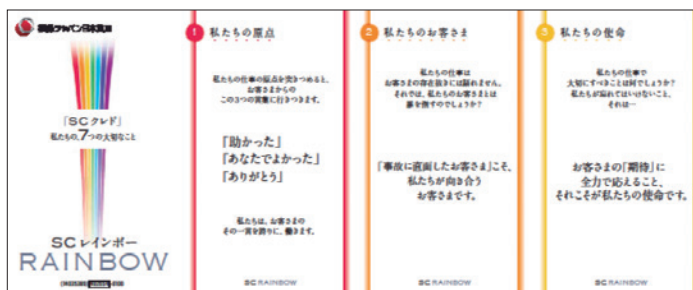 損保ジャパン日本興亜
「SCクレド」
私たちの、7つの大切なこと
SCレインボー
RAINBOW
1 私たちの原点
私たちの仕事の原点を突きつめると、
お客さまからの
この3つの言葉に行きつきます。
「助かった」
「あなたでよかった」
「ありがとう」
私たちは、お客さまの
その一言を誇りに、働きます。
SC RAINBOW
2 私たちのお客さま
私たちの仕事は
お客さまの存在抜きには語れません。
それでは、私たちのお客さまとは
誰を指すのでしょうか?
「事故に直面したお客さま」こそ、
私たちが向き合う
お客さまです。
SC RAINBOW
3 私たちの使命
私たちの仕事で
大切にすべきことは何でしょうか?
私たちが忘れてはいけないこと、
それは…
お客さまの「期待」に
全力で応えること、
それこそが私たちの使命です。
SC RAINBOW